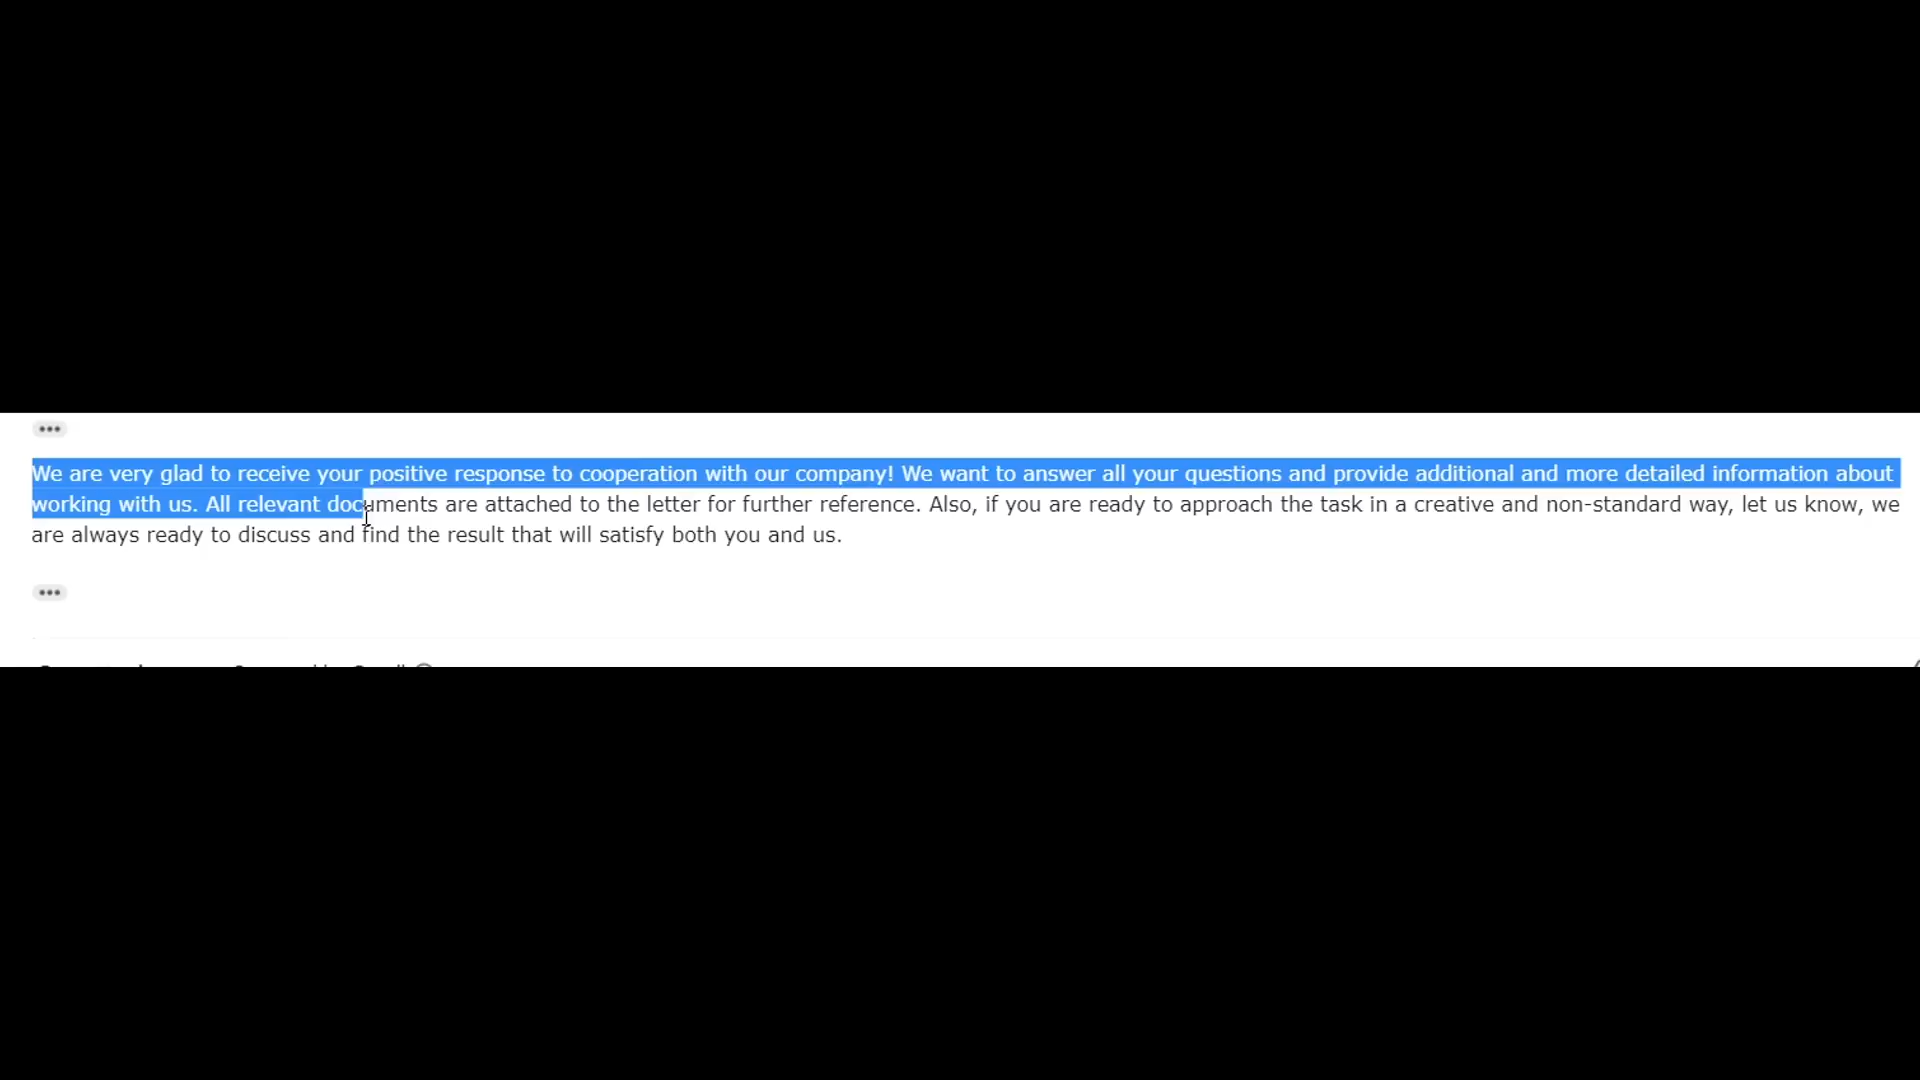 We are very glad to receive your positive response to cooperation with our company! We want to answer all your questions and provide additional and more detailed information about
working with us. All relevant documents are attached to the letter for further reference. Also, if you are ready to approach the task in a creative and non-standard way, let us know, we
are always ready to discuss and find the result that will satisfy both you and us.